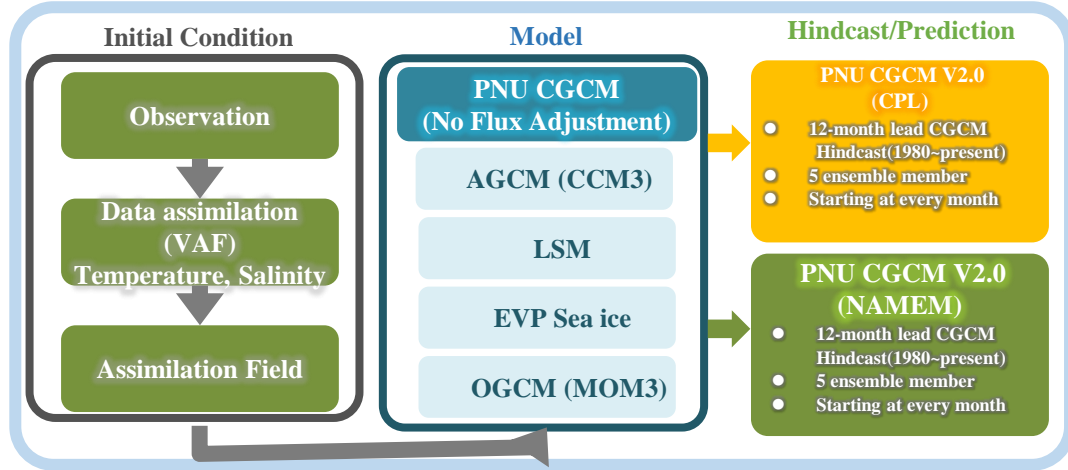 Initial Condition
Observation
Data assimilation
(VAF)
Temperature, Salinity
Assimilation Field
Model
PNU CGCM
(No Flux Adjustment)
AGCM (CCM3)
LSM
EVP Sea ice
OGCM (MOM3)
Hindcast/Prediction
PNU CGCM V2.0
(CPL)
● 12-month lead CGCM
Hindcast(1980~present)
● 5 ensemble member
● Starting at every month
PNU CGCM V2.0
(NAMEM)
● 12-month lead CGCM
Hindcast(1980~present)
● 5 ensemble member
● Starting at every month